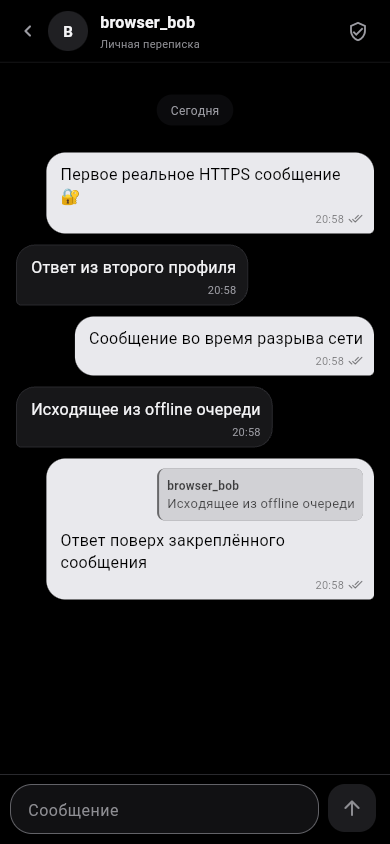 B
browser_bob
Личная переписка
Сегодня
Первое реальное HTTPS сообщение
🔐
20:58
Ответ из второго профиля
20:58
Сообщение во время разрыва сети
20:58
Исходящее из offline очереди
20:58
browser_bob
Исходящее из offline очереди
Ответ поверх закреплённого
сообщения
20:58
Сообщение